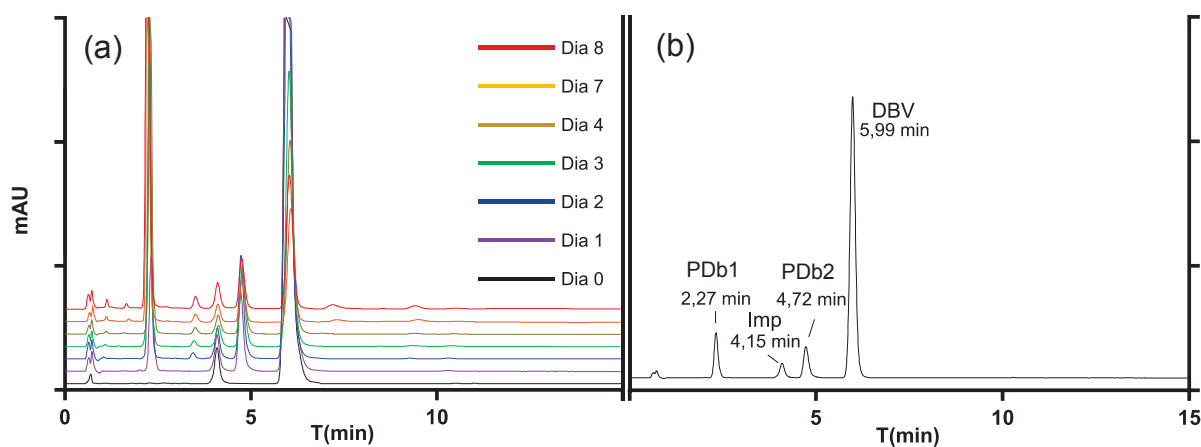 (a)
Dia 8
Dia 7
Dia 4
Dia 3
Dia 2
Dia 1
Dia 0
mAU
0
5
10
T(min)
(b)
DBV
5,99 min
PDb1
2,27 min
PDb2
4,72 min
Imp
4,15 min
5
10
15
T(min)